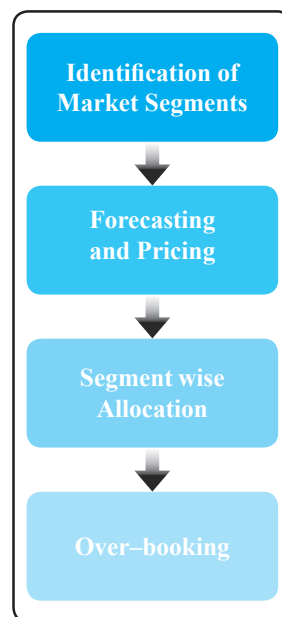 Identification of
Market Segments
Forecasting
and Pricing
Segment wise
Allocation
Over–booking